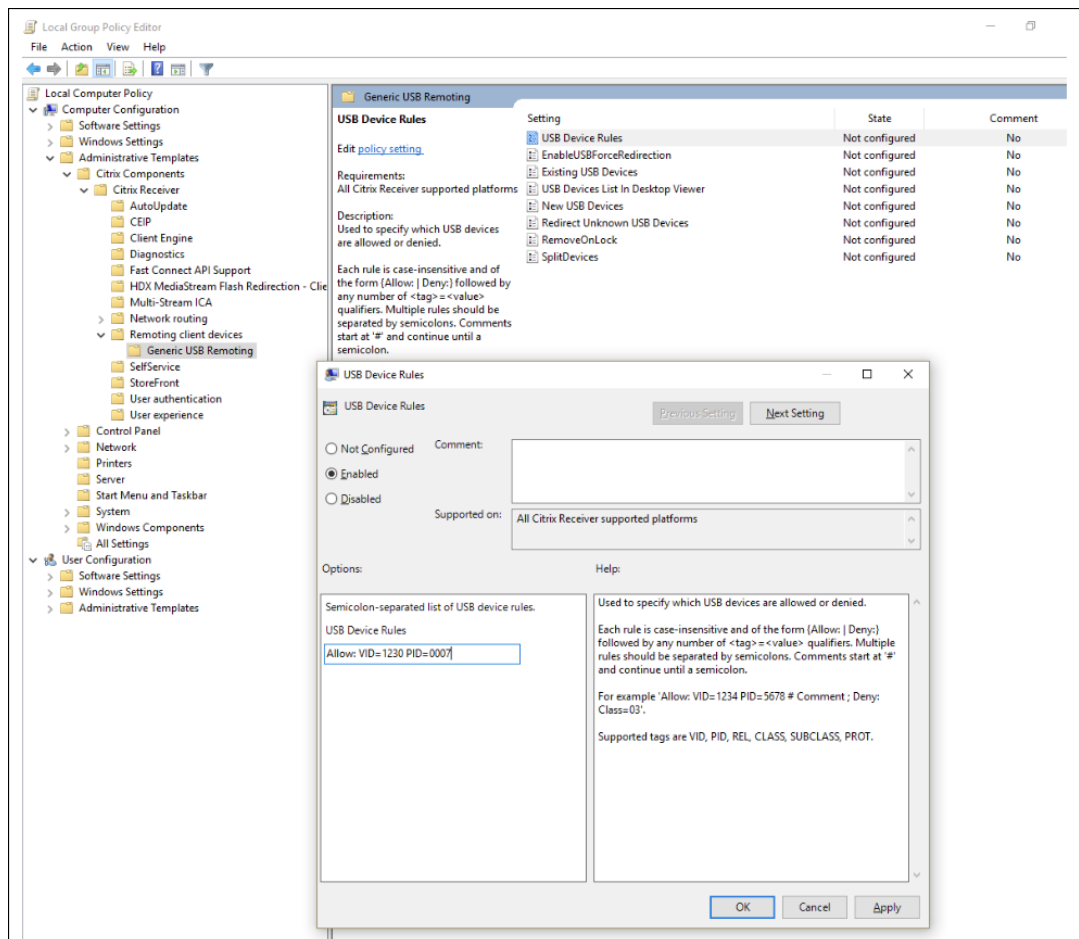 Local Group Policy Editor
File Action View Help
Local Computer Policy
Computer Configuration
Software Settings
Windows Settings
Administrative Templates
Citrix Components
Citrix Receiver
AutoUpdate
CEIP
Client Engine
Diagnostics
Fast Connect API Support
HDX MediaStream Flash Redirection - Clie
Multi-Stream ICA
Network routing
Remoting client devices
Generic USB Remoting
SelfService
StoreFront
User authentication
User experience
Control Panel
Network
Printers
Server
Start Menu and Taskbar
System
Windows Components
All Settings
User Configuration
Software Settings
Windows Settings
Administrative Templates
Generic USB Remoting
USB Device Rules
Edit policy setting
Requirements:
All Citrix Receiver supported platforms
Description:
Used to specify which USB devices
are allowed or denied.
Each rule is case-insensitive and of
the form {Allow: | Deny:} followed by
any number of <tag>=<value>
qualifiers. Multiple rules should be
separated by semicolons. Comments
start at '#' and continue until a
semicolon.
Setting State Comment
USB Device Rules Not configured No
EnableUSBForceRedirection Not configured No
Existing USB Devices Not configured No
USB Devices List In Desktop Viewer Not configured No
New USB Devices Not configured No
Redirect Unknown USB Devices Not configured No
RemoveOnLock Not configured No
SplitDevices Not configured No
USB Device Rules
USB Device Rules
Previous Setting Next Setting
Not Configured Comment:
Enabled
Disabled
Supported on: All Citrix Receiver supported platforms
Options: Help:
Semicolon-separated list of USB device rules.
USB Device Rules
Allow: VID=1230 PID=0007
Used to specify which USB devices are allowed or denied.
Each rule is case-insensitive and of the form {Allow: | Deny:}
followed by any number of <tag>=<value> qualifiers. Multiple
rules should be separated by semicolons. Comments start at '#'
and continue until a semicolon.
For example 'Allow: VID=1234 PID=5678 # Comment ; Deny:
Class=03'.
Supported tags are VID, PID, REL, CLASS, SUBCLASS, PROT.
OK Cancel Apply